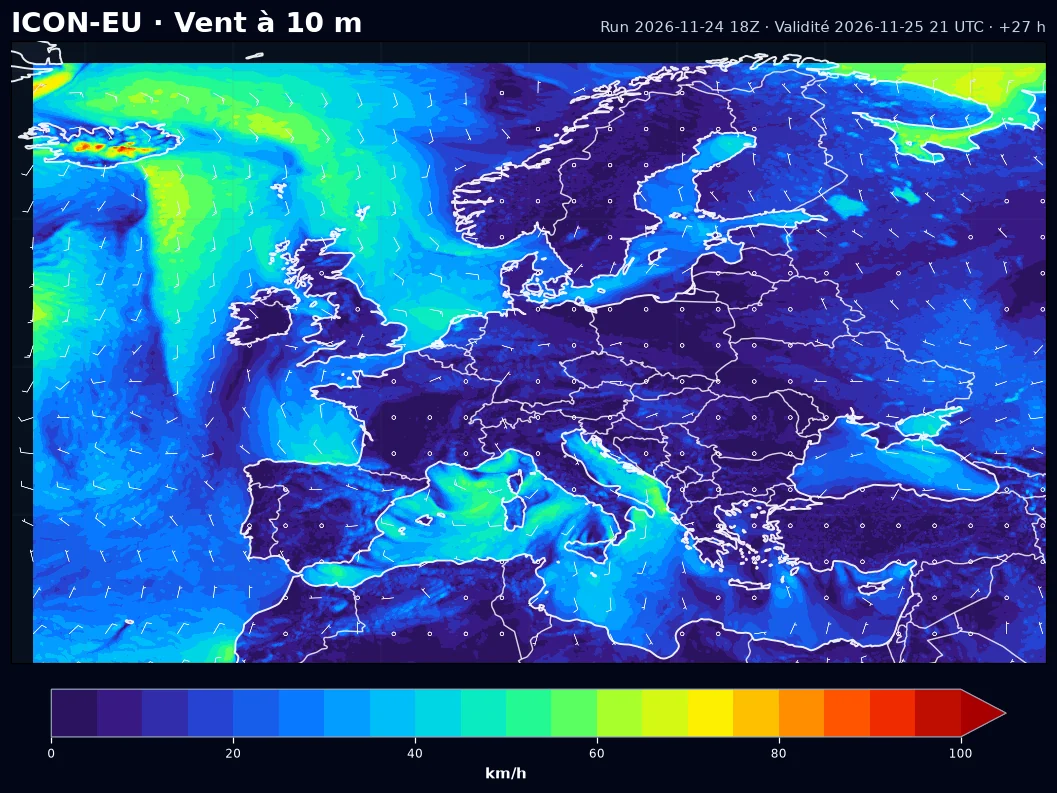 ICON-EU · Vent à 10 m
Run 2026-11-24 18Z · Validité 2026-11-25 21 UTC · +27 h
0 20 40 60 80 100
km/h